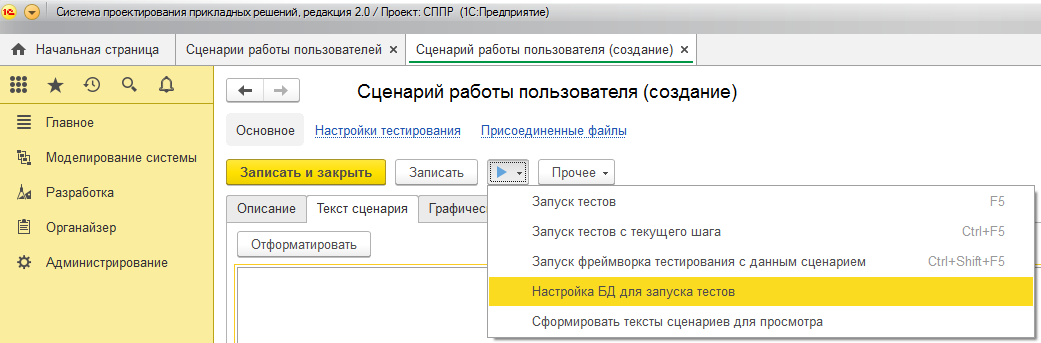 1С Система проектирования прикладных решений, редакция 2.0 / Проект: СППР (1С:Предприятие)
Начальная страница Сценарии работы пользователей × Сценарий работы пользователя (создание) ×
Сценарий работы пользователя (создание)
Главное
Моделирование системы
Разработка
Органайзер
Администрирование
Основное Настройки тестирования Присоединенные файлы
Записать и закрыть Записать Прочее
Описание Текст сценария Графичес
Отформатировать
Запуск тестов F5
Запуск тестов с текущего шага Ctrl+F5
Запуск фреймворка тестирования с данным сценарием Ctrl+Shift+F5
Настройка БД для запуска тестов
Сформировать тексты сценариев для просмотра